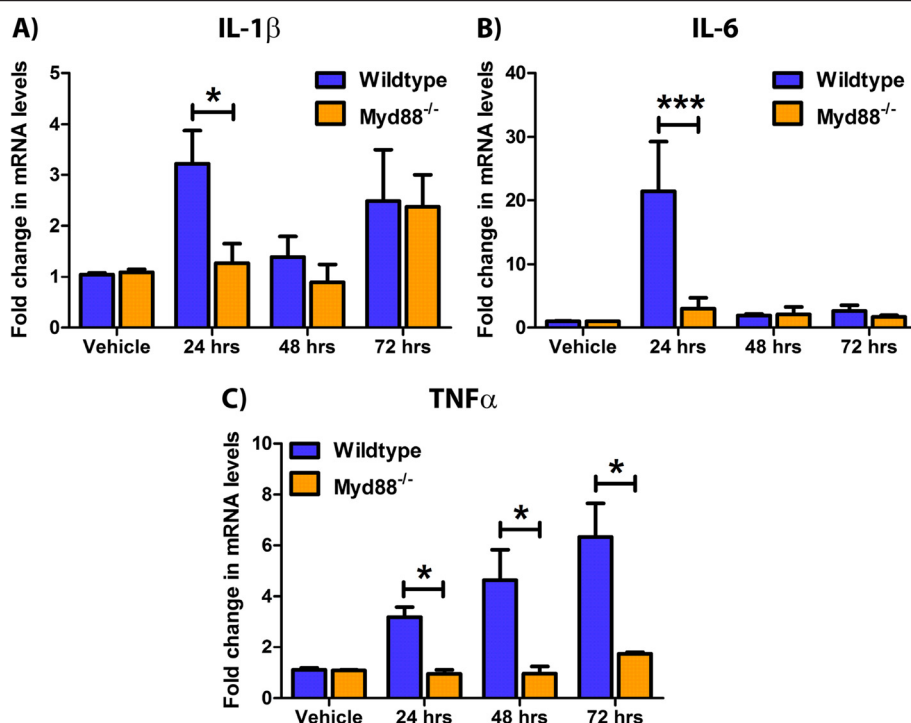 A) IL-1β
Fold change in mRNA levels
5
4
3
2
1
0
*
Wildtype
Myd88-/-
Vehicle 24 hrs 48 hrs 72 hrs
B) IL-6
Fold change in mRNA levels
40
30
20
10
0
***
Wildtype
Myd88-/-
Vehicle 24 hrs 48 hrs 72 hrs
C) TNFα
Fold change in mRNA levels
10
8
6
4
2
0
Wildtype
Myd88-/-
*
*
*
Vehicle 24 hrs 48 hrs 72 hrs